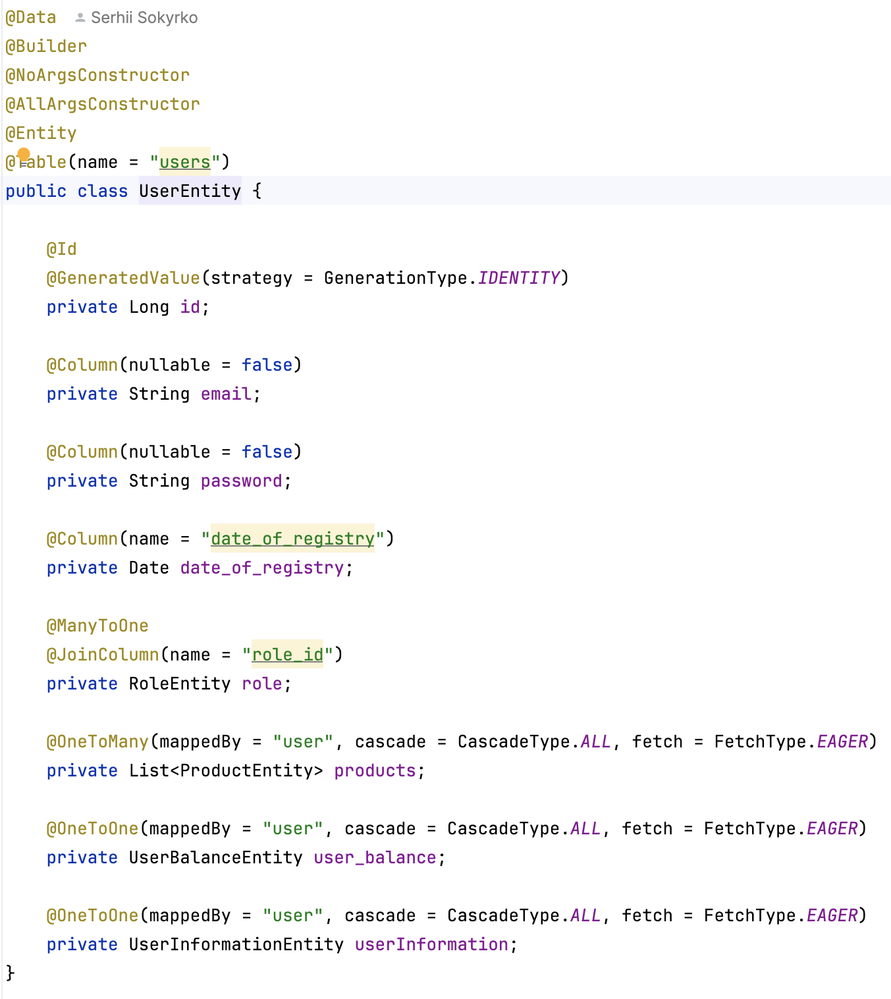 @Data Serhii Sokyrko
@Builder
@NoArgsConstructor
@AllArgsConstructor
@Entity
@Table(name = "users")
public class UserEntity {
@Id
@GeneratedValue(strategy = GenerationType.IDENTITY)
private Long id;
@Column(nullable = false)
private String email;
@Column(nullable = false)
private String password;
@Column(name = "date_of_registry")
private Date date_of_registry;
@ManyToOne
@JoinColumn(name = "role_id")
private RoleEntity role;
@OneToMany(mappedBy = "user", cascade = CascadeType.ALL, fetch = FetchType.EAGER)
private List<ProductEntity> products;
@OneToOne(mappedBy = "user", cascade = CascadeType.ALL, fetch = FetchType.EAGER)
private UserBalanceEntity user_balance;
@OneToOne(mappedBy = "user", cascade = CascadeType.ALL, fetch = FetchType.EAGER)
private UserInformationEntity userInformation;
}